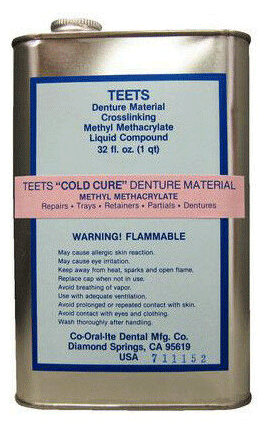 TEETS
Denture Material
Crosslinking
Methyl Methacrylate
Liquid Compound
32 fl. oz. (1 qt)
TEETS "COLD CURE" DENTURE MATERIAL
METHYL METHACRYLATE
Repairs • Trays • Retainers • Partials • Dentures
WARNING! FLAMMABLE
May cause allergic skin reaction.
May cause eye irritation.
Keep away from heat, sparks and open flame.
Replace cap when not in use.
Avoid breathing of vapor.
Use with adequate ventilation.
Avoid prolonged or repeated contact with skin.
Avoid contact with eyes and clothing.
Wash thoroughly after handling.
Co-Oral-Ite Dental Mfg. Co.
Diamond Springs, CA 95619
USA 711152